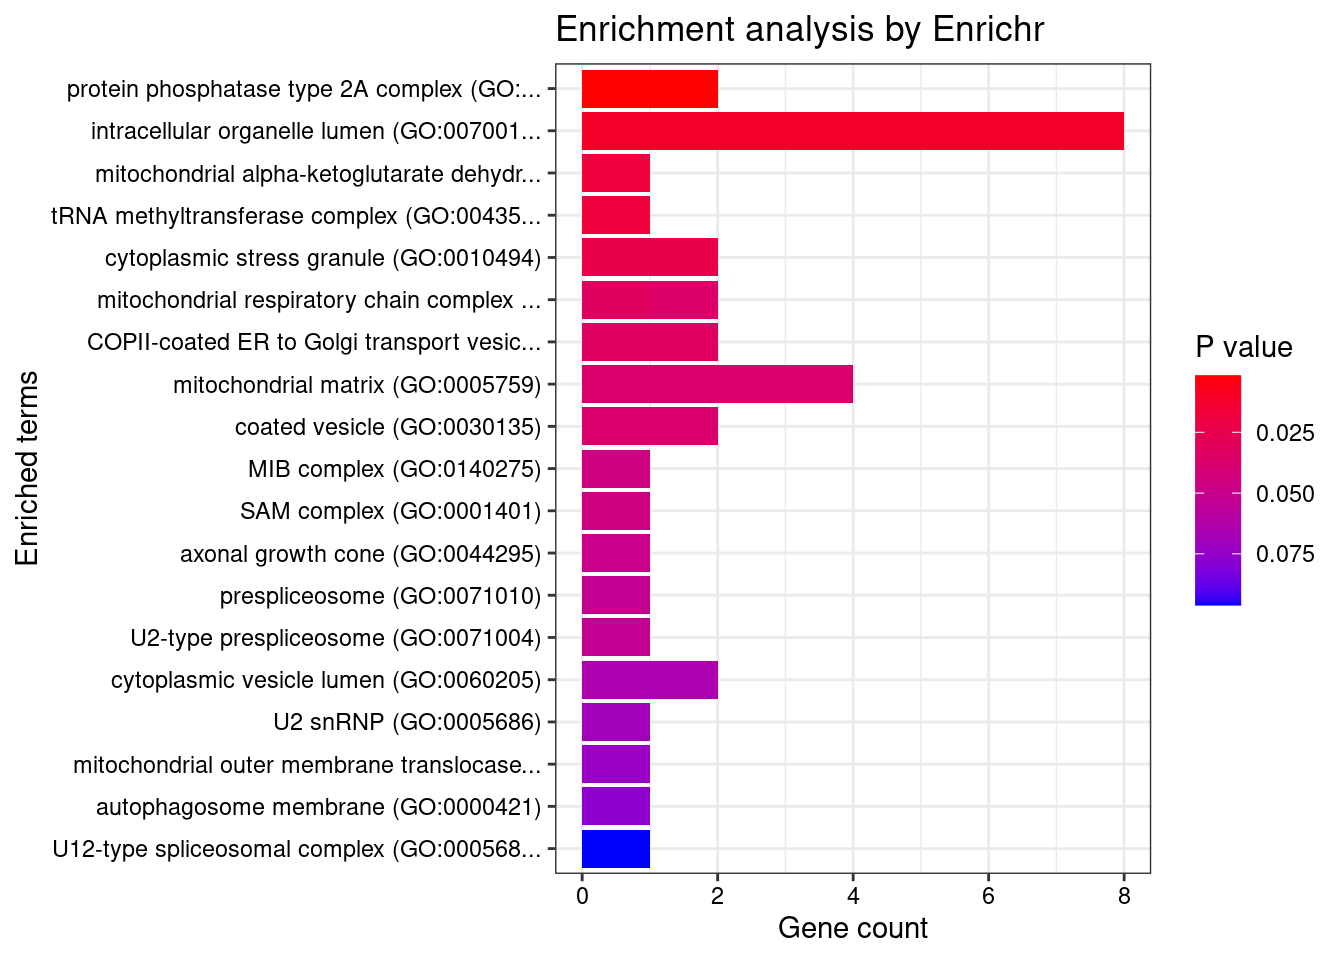 Enrichment analysis by Enrichr
protein phosphatase type 2A complex (GO:...
intracellular organelle lumen (GO:007001...
mitochondrial alpha-ketoglutarate dehydr...
tRNA methyltransferase complex (GO:00435...
cytoplasmic stress granule (GO:0010494)
mitochondrial respiratory chain complex ...
COPII-coated ER to Golgi transport vesic...
mitochondrial matrix (GO:0005759)
coated vesicle (GO:0030135)
MIB complex (GO:0140275)
SAM complex (GO:0001401)
axonal growth cone (GO:0044295)
prespliceosome (GO:0071010)
U2-type prespliceosome (GO:0071004)
cytoplasmic vesicle lumen (GO:0060205)
U2 snRNP (GO:0005686)
mitochondrial outer membrane translocase...
autophagosome membrane (GO:0000421)
U12-type spliceosomal complex (GO:000568...
Enriched terms
0 2 4 6 8
Gene count
P value
0.025
0.050
0.075